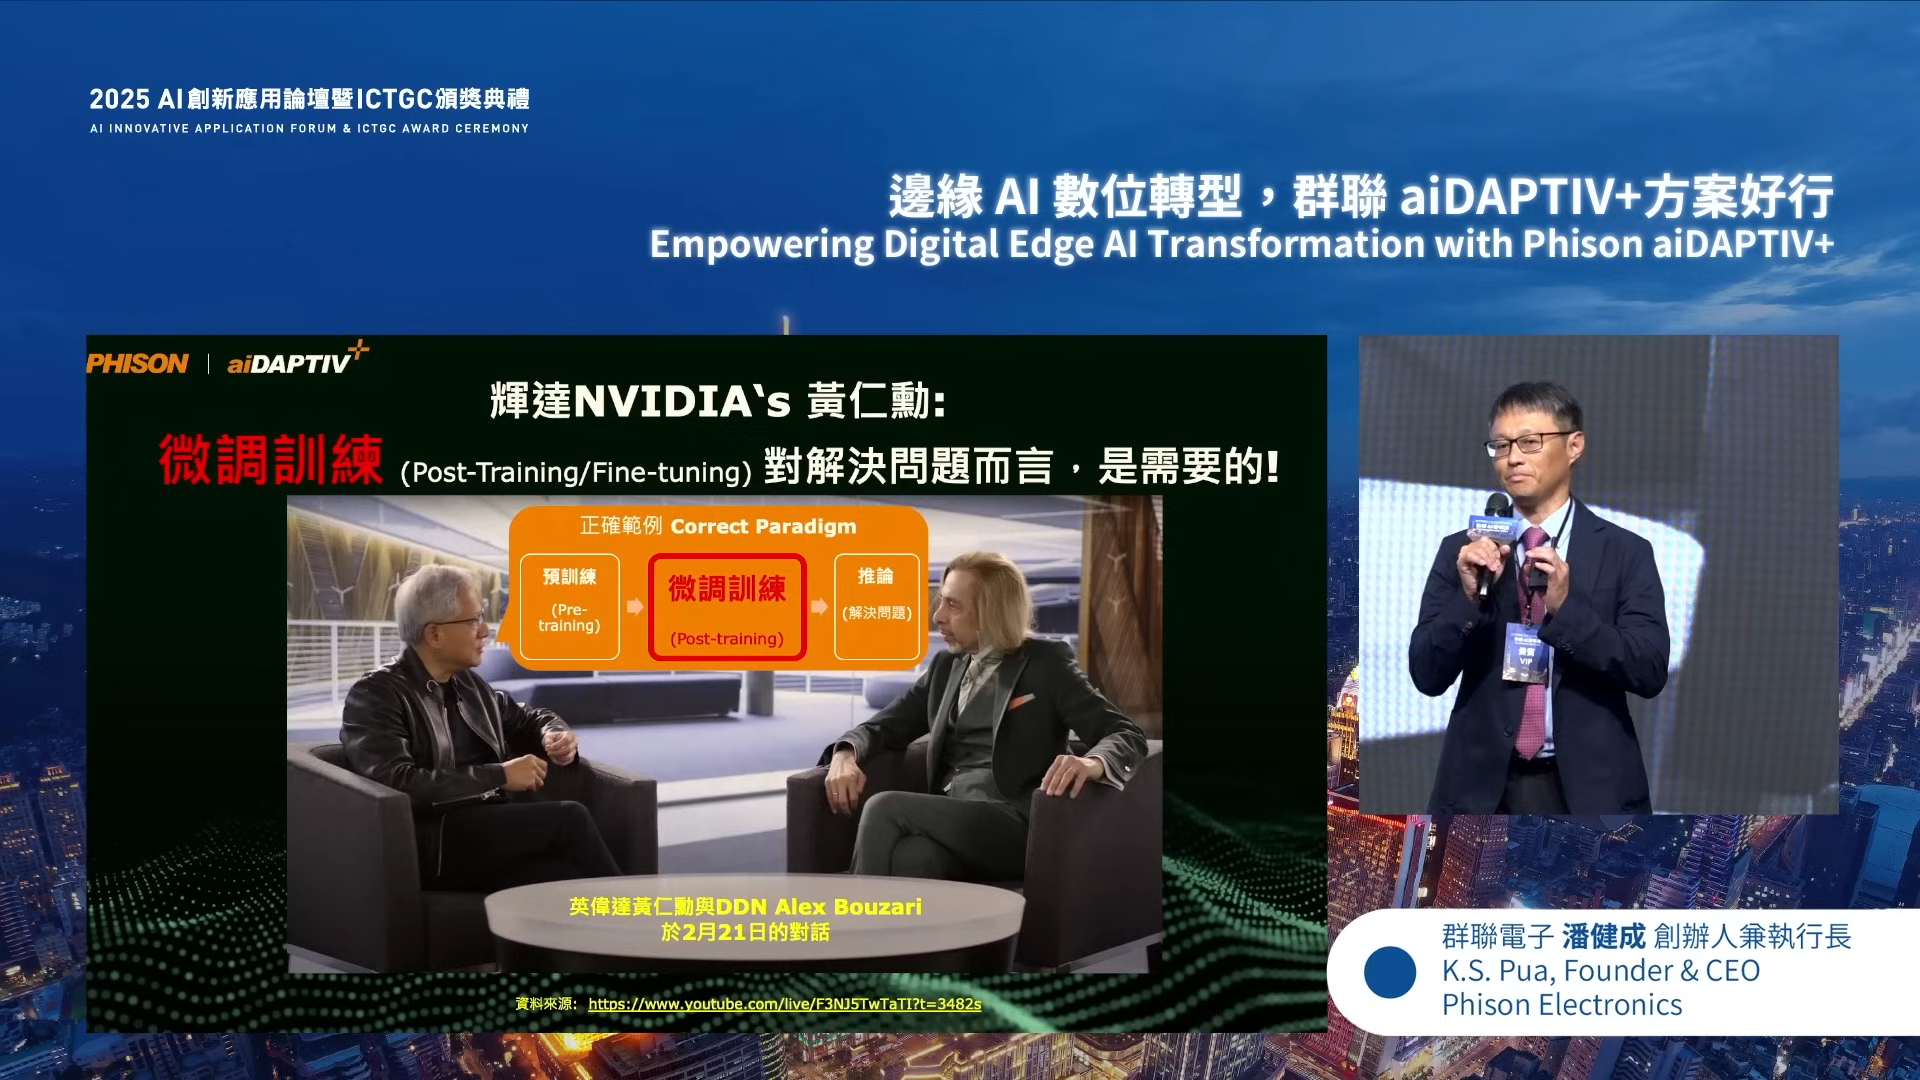 2025 AI創新應用論壇暨ICTGC頒獎典禮
AI INNOVATIVE APPLICATION FORUM & ICTGC AWARD CEREMONY
邊緣 AI 數位轉型，群聯 aiDAPTIV+方案好行
Empowering Digital Edge AI Transformation with Phison aiDAPTIV+
PHISON | aiDAPTIV+
輝達NVIDIA‘s 黃仁勳:
微調訓練 (Post-Training/Fine-tuning) 對解決問題而言，是需要的!
正確範例 Correct Paradigm
預訓練
(Pre-
training)
微調訓練
(Post-training)
推論
(解決問題)
英偉達黃仁勳與DDN Alex Bouzari
於2月21日的對話
資料來源: https://www.youtube.com/live/F3NJ5TwTaTI?t=3482s
貴賓
VIP
群聯電子 潘健成 創辦人兼執行長
K.S. Pua, Founder & CEO
Phison Electronics